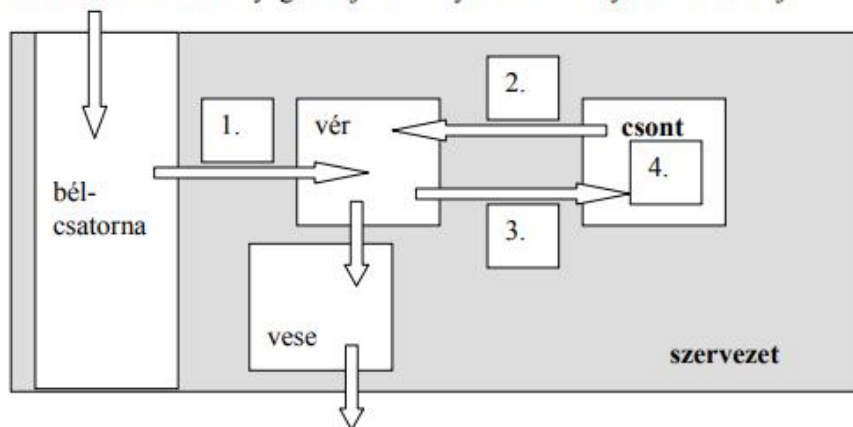 1.
vér
2.
csont
4.
bél-
csatorna
3.
vese
szervezet